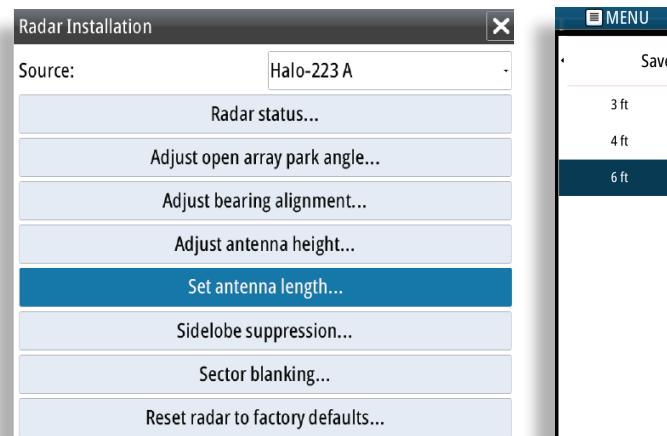 Radar Installation
Source: Halo-223 A
Radar status...
Adjust open array park angle...
Adjust bearing alignment...
Adjust antenna height...
Set antenna length...
Sidelobe suppression...
Sector blanking...
Reset radar to factory defaults...
MENU
Save
3 ft
4 ft
6 ft